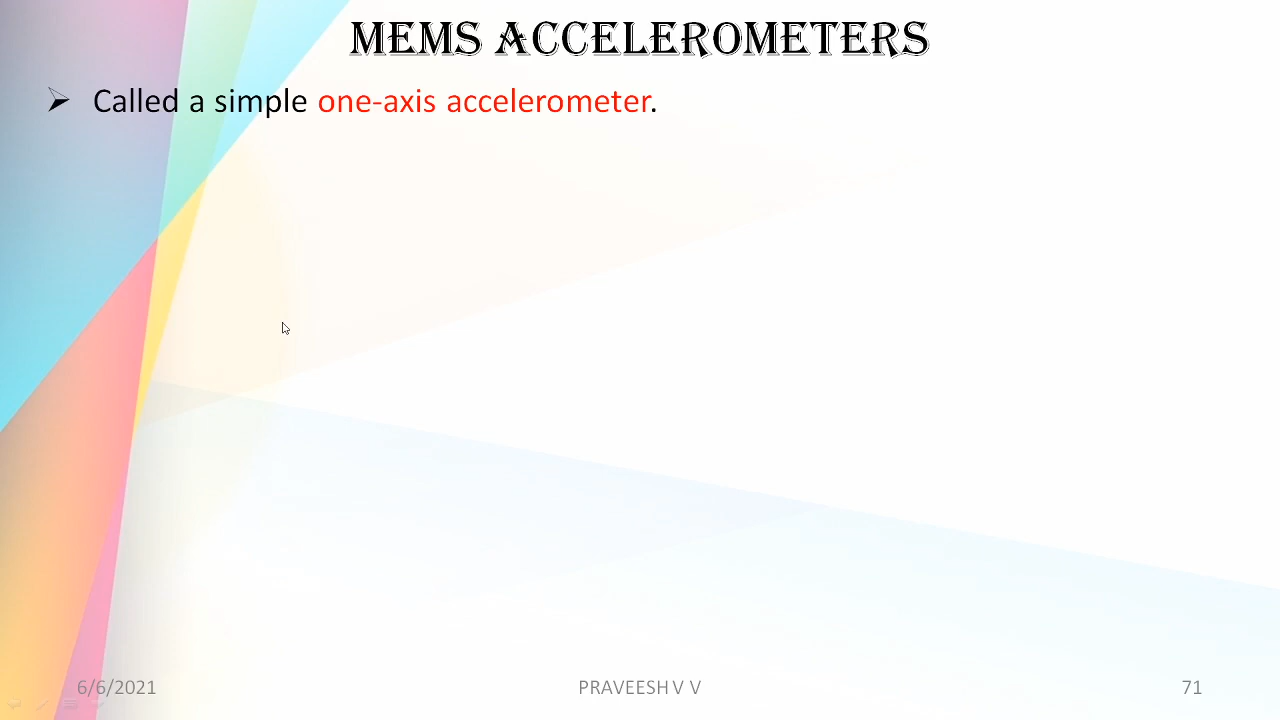 MEMS ACCELEROMETERS
➢ Called a simple one-axis accelerometer.
6/6/2021 PRAVEESH V V 71